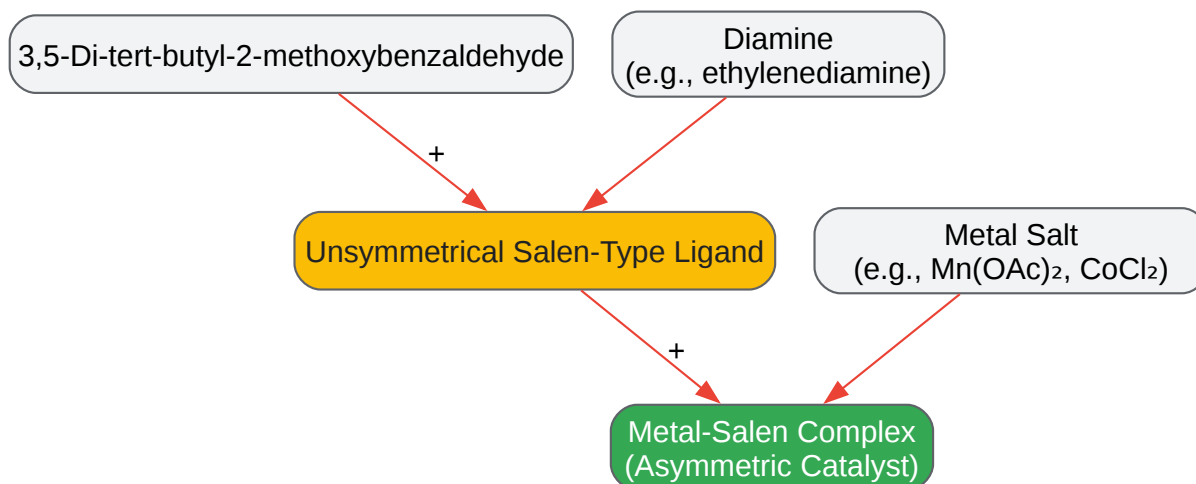 3,5-Di-tert-butyl-2-methoxybenzaldehyde
Diamine
(e.g., ethylenediamine)
+
Unsymmetrical Salen-Type Ligand
Metal Salt
(e.g., Mn(OAc)₂, CoCl₂)
+
Metal-Salen Complex
(Asymmetric Catalyst)